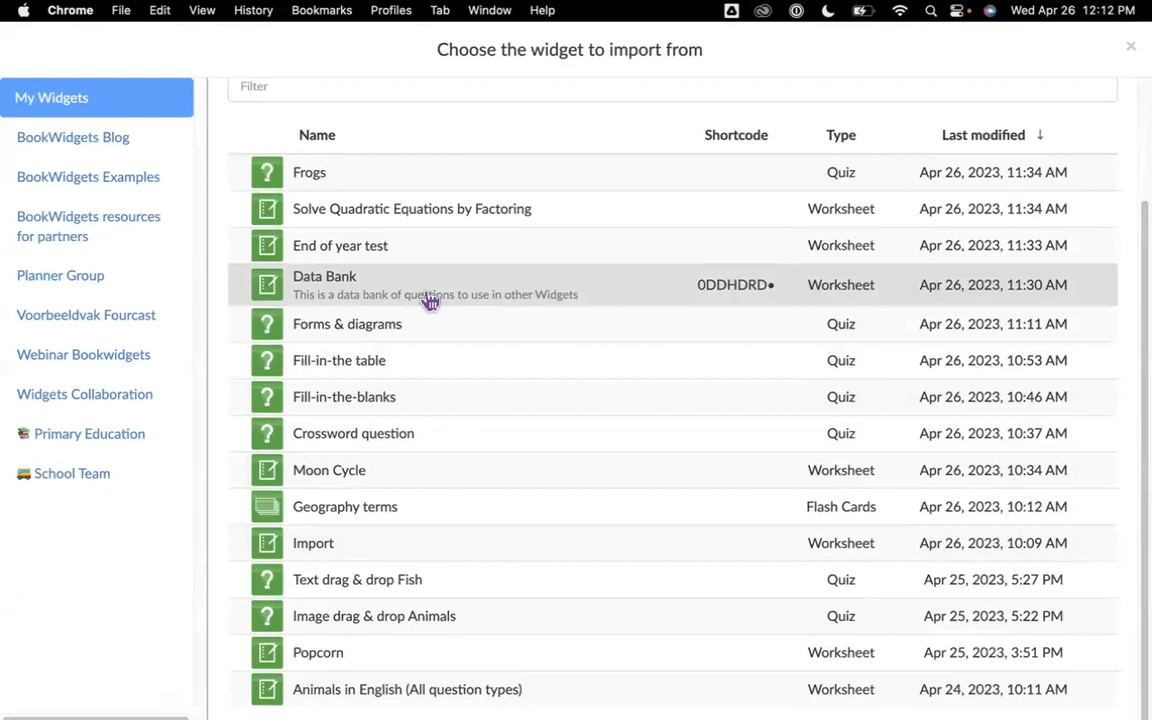 Chrome File Edit View History Bookmarks Profiles Tab Window Help Wed Apr 26 12:12 PM
Choose the widget to import from ×
My Widgets
BookWidgets Blog
BookWidgets Examples
BookWidgets resources
for partners
Planner Group
Voorbeeldvak Fourcast
Webinar Bookwidgets
Widgets Collaboration
Primary Education
School Team
Filter
Name Shortcode Type Last modified ↓
Frogs Quiz Apr 26, 2023, 11:34 AM
Solve Quadratic Equations by Factoring Worksheet Apr 26, 2023, 11:34 AM
End of year test Worksheet Apr 26, 2023, 11:33 AM
Data Bank 0DDHDRD● Worksheet Apr 26, 2023, 11:30 AM
This is a data bank of questions to use in other Widgets
Forms & diagrams Quiz Apr 26, 2023, 11:11 AM
Fill-in-the table Quiz Apr 26, 2023, 10:53 AM
Fill-in-the-blanks Quiz Apr 26, 2023, 10:46 AM
Crossword question Quiz Apr 26, 2023, 10:37 AM
Moon Cycle Worksheet Apr 26, 2023, 10:34 AM
Geography terms Flash Cards Apr 26, 2023, 10:12 AM
Import Worksheet Apr 26, 2023, 10:09 AM
Text drag & drop Fish Quiz Apr 25, 2023, 5:27 PM
Image drag & drop Animals Quiz Apr 25, 2023, 5:22 PM
Popcorn Worksheet Apr 25, 2023, 3:51 PM
Animals in English (All question types) Worksheet Apr 24, 2023, 10:11 AM